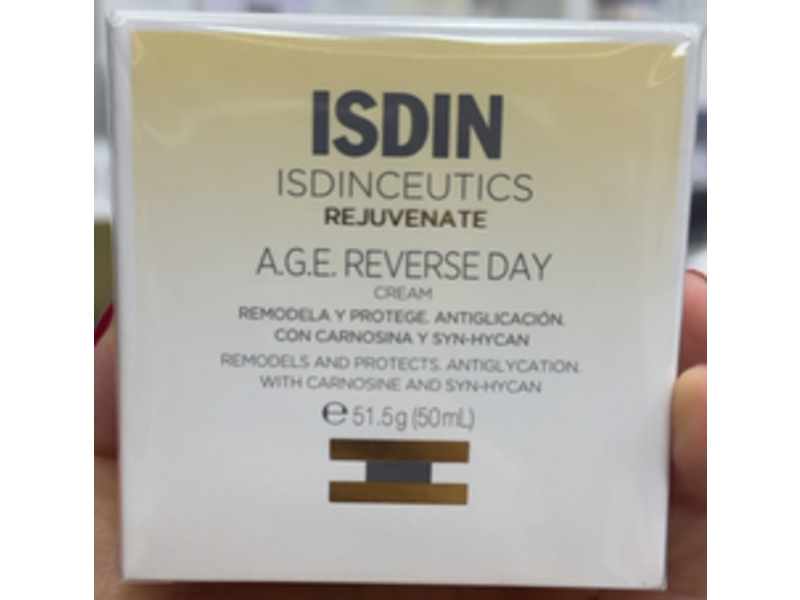 ISDIN
ISDINCEUTICS
REJUVENATE
A.G.E. REVERSE DAY
CREAM
REMODELA Y PROTEGE. ANTIGLICACIÓN.
CON CARNOSINA Y SYN-HYCAN
REMODELS AND PROTECTS. ANTIGLYCATION.
WITH CARNOSINE AND SYN-HYCAN
℮ 51.5g (50mL)